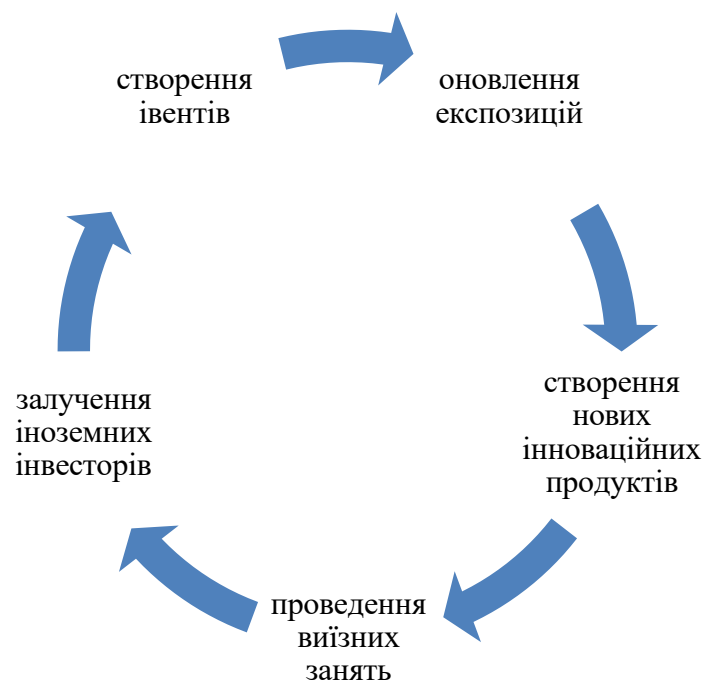 створення
івентів
оновлення
експозицій
створення
нових
інноваційних
продуктів
проведення
виїзних
занять
залучення
іноземних
інвесторів